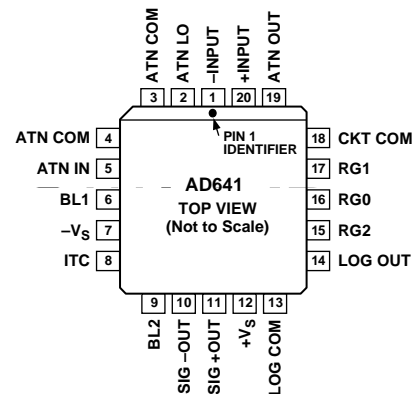 ATN COM
ATN LO
–INPUT
+INPUT
ATN OUT
3
2
1
20
19
ATN COM 4
ATN IN 5
BL1 6
–VS 7
ITC 8
PIN 1
IDENTIFIER
AD641
TOP VIEW
(Not to Scale)
18 CKT COM
17 RG1
16 RG0
15 RG2
14 LOG OUT
9
10
11
12
13
BL2
SIG –OUT
SIG +OUT
+VS
LOG COM